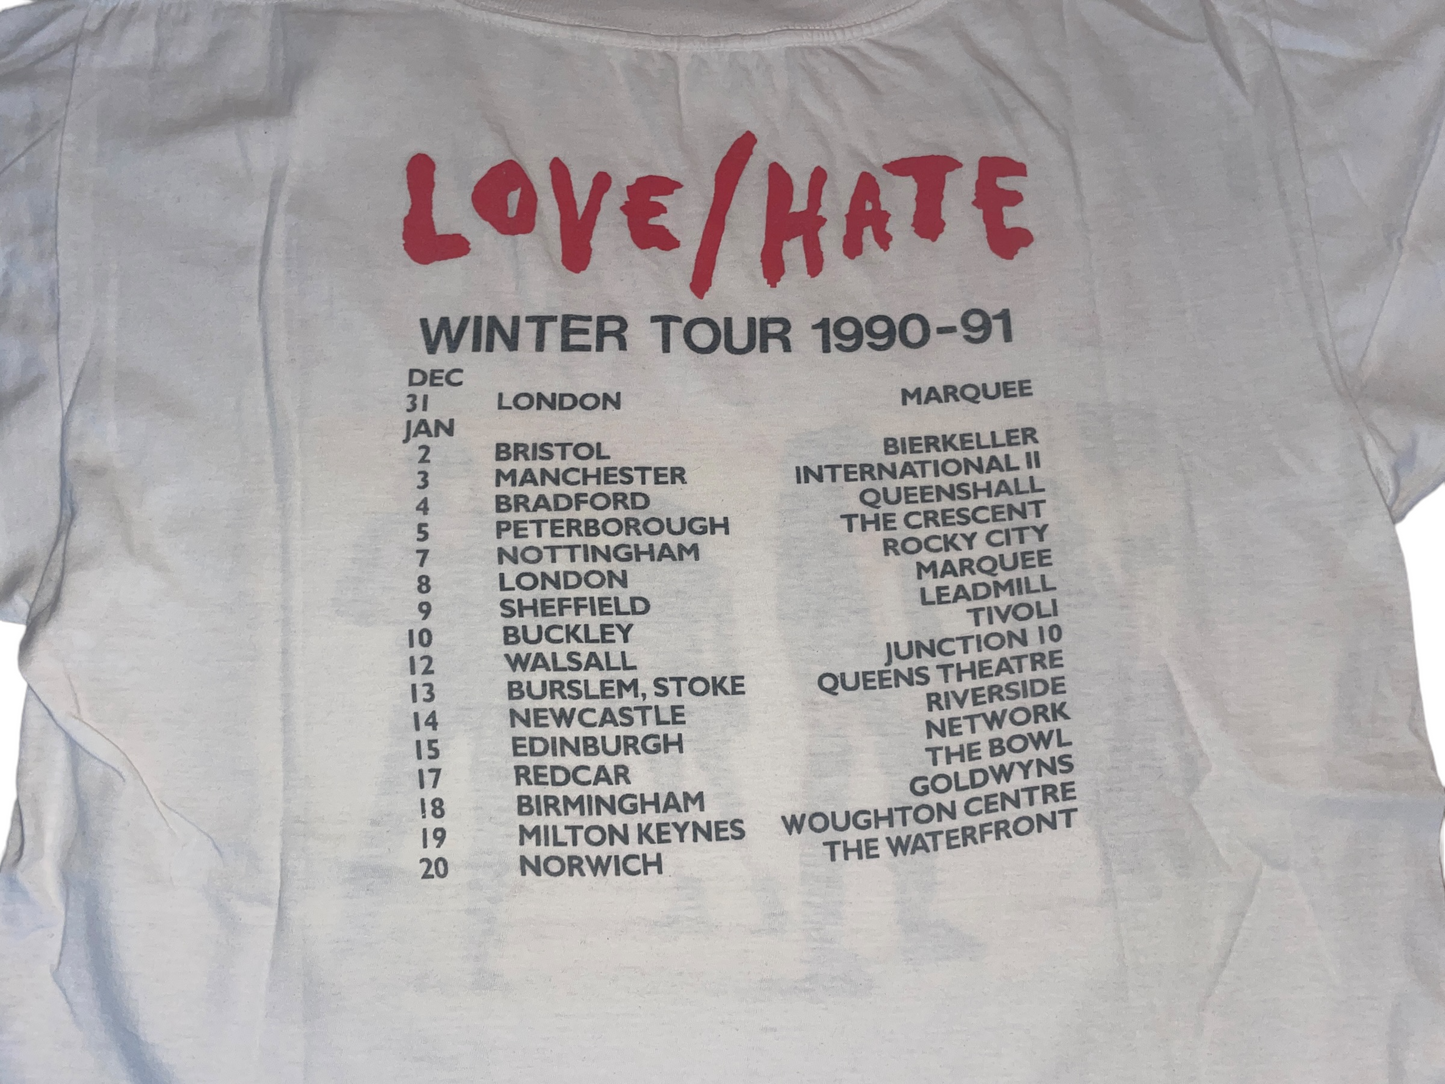 LOVE/HATE
WINTER TOUR 1990-91
DEC
31 LONDON MARQUEE
JAN
2 BRISTOL BIERKELLER
3 MANCHESTER INTERNATIONAL II
4 BRADFORD QUEENSHALL
5 PETERBOROUGH THE CRESCENT
7 NOTTINGHAM ROCKY CITY
8 LONDON MARQUEE
9 SHEFFIELD LEADMILL
10 BUCKLEY TIVOLI
12 WALSALL JUNCTION 10
13 BURSLEM, STOKE QUEENS THEATRE
14 NEWCASTLE RIVERSIDE
15 EDINBURGH NETWORK
17 REDCAR THE BOWL
18 BIRMINGHAM GOLDWYNS
19 MILTON KEYNES WOUGHTON CENTRE
20 NORWICH THE WATERFRONT